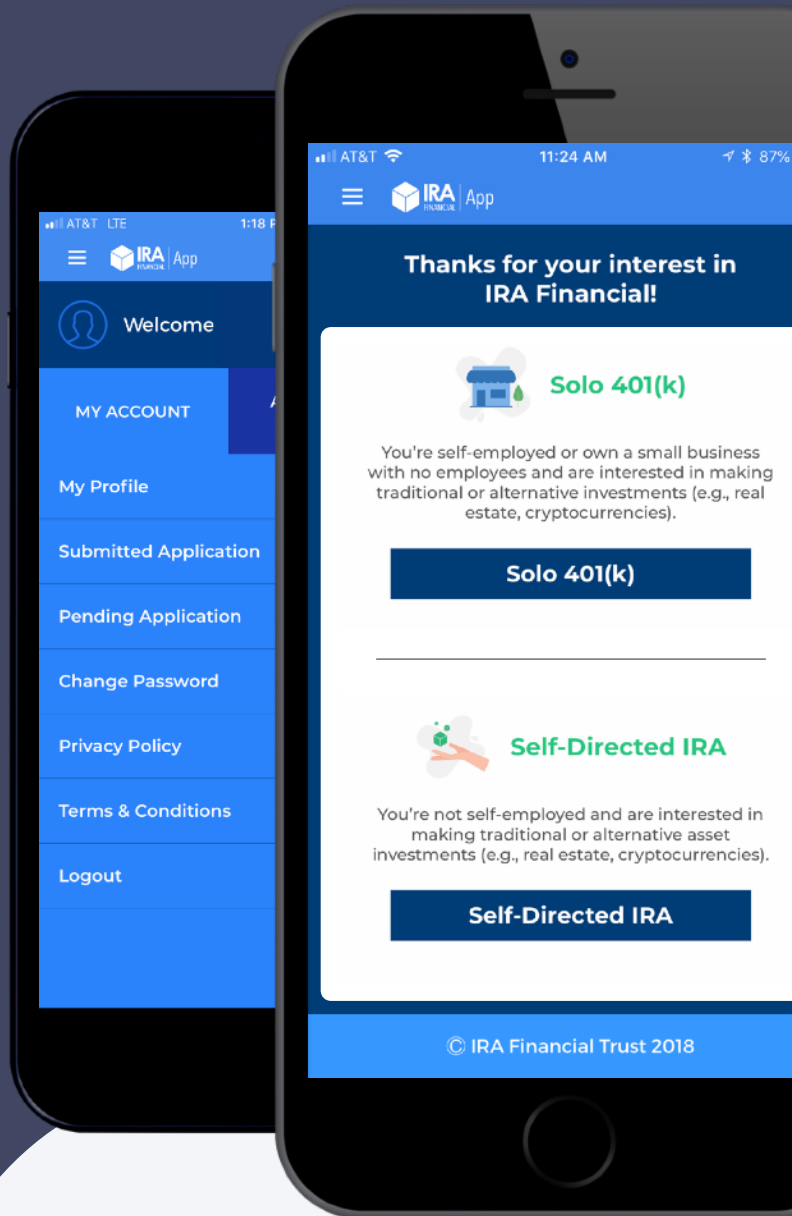 AT&T LTE 1:18 P
IRA FINANCIAL App
Welcome
MY ACCOUNT A
My Profile
Submitted Application
Pending Application
Change Password
Privacy Policy
Terms & Conditions
Logout
AT&T 11:24 AM 87%
IRA FINANCIAL App
Thanks for your interest in
IRA Financial!
Solo 401(k)
You're self-employed or own a small business
with no employees and are interested in making
traditional or alternative investments (e.g., real
estate, cryptocurrencies).
Solo 401(k)
Self-Directed IRA
You're not self-employed and are interested in
making traditional or alternative asset
investments (e.g., real estate, cryptocurrencies).
Self-Directed IRA
© IRA Financial Trust 2018